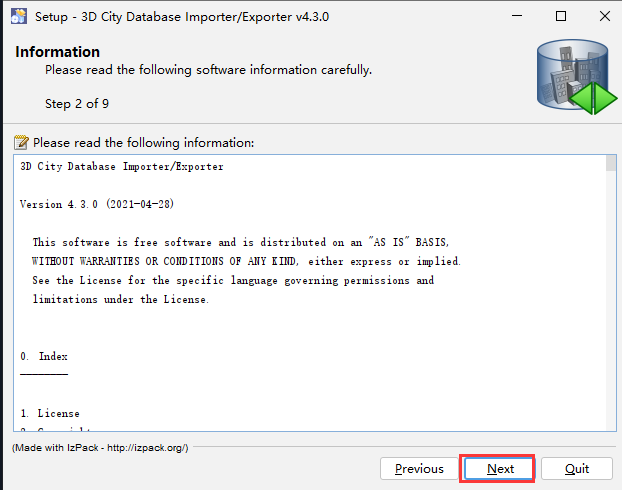 Setup - 3D City Database Importer/Exporter v4.3.0
Information
Please read the following software information carefully.
Step 2 of 9
Please read the following information:
3D City Database Importer/Exporter
Version 4.3.0 (2021-04-28)
This software is free software and is distributed on an "AS IS" BASIS,
WITHOUT WARRANTIES OR CONDITIONS OF ANY KIND, either express or implied.
See the License for the specific language governing permissions and
limitations under the License.
0. Index
________
1. License
(Made with IzPack - http://izpack.org/)
Previous
Next
Quit